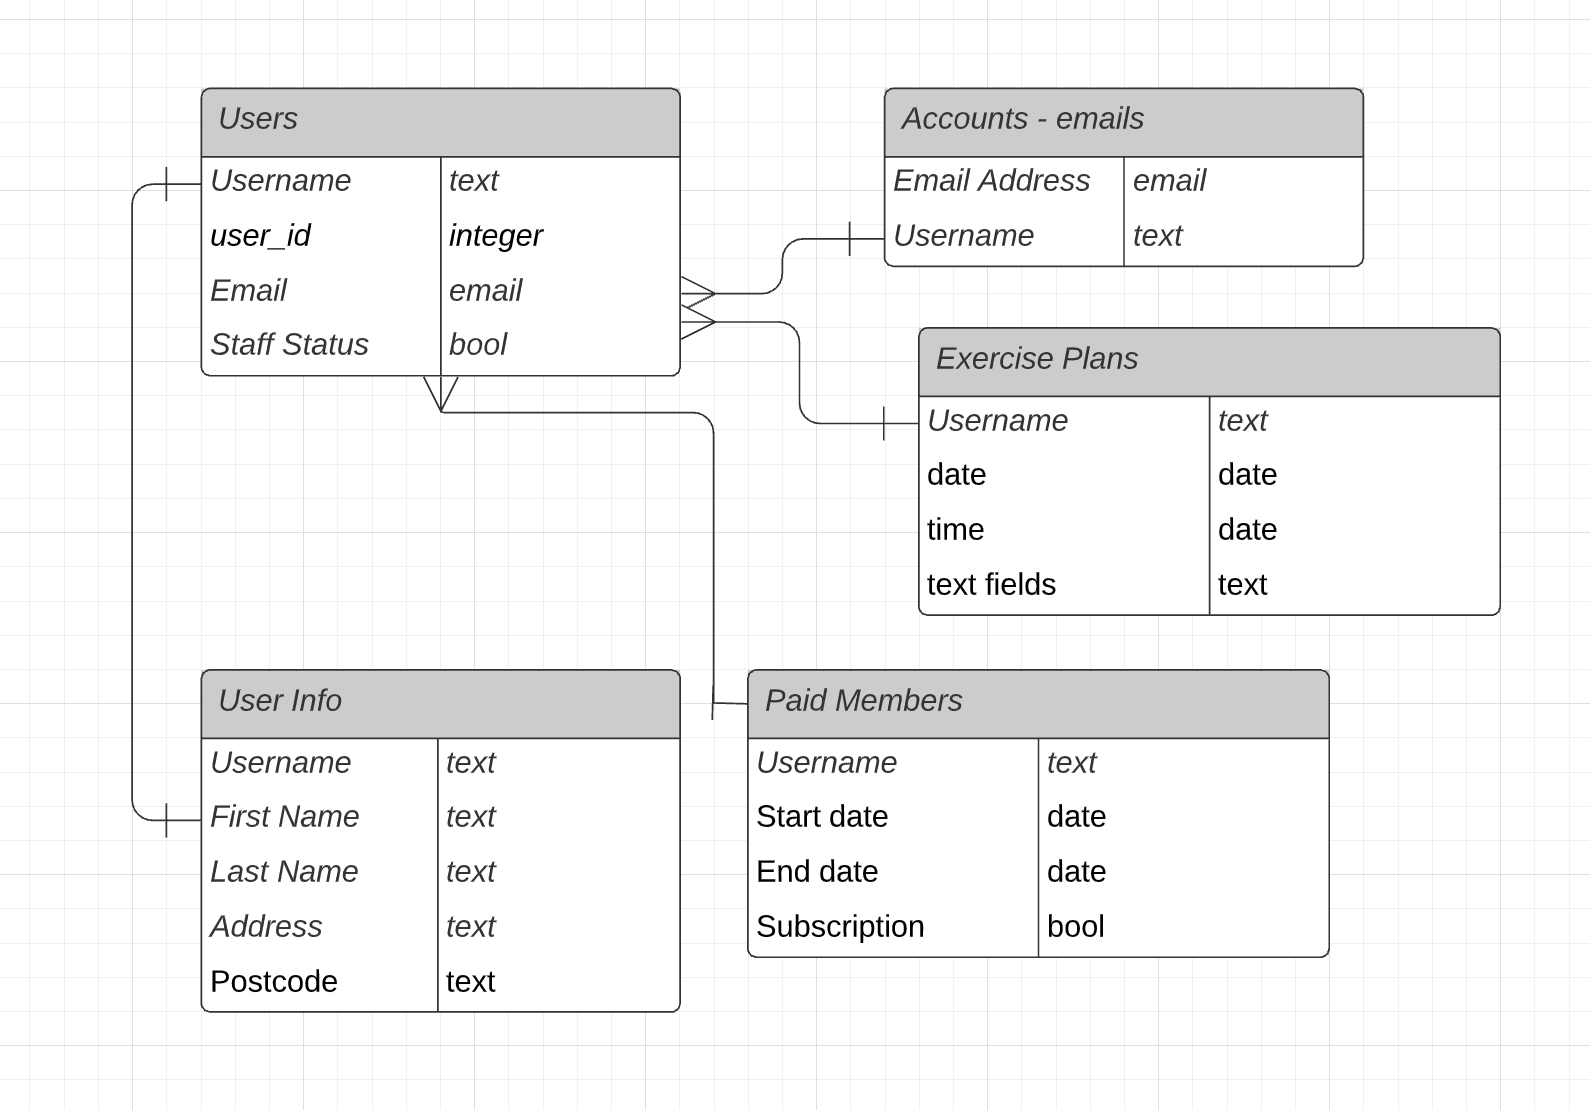 Users
Username text
user_id integer
Email email
Staff Status bool
Accounts - emails
Email Address email
Username text
Exercise Plans
Username text
date date
time date
text fields text
User Info
Username text
First Name text
Last Name text
Address text
Postcode text
Paid Members
Username text
Start date date
End date date
Subscription bool